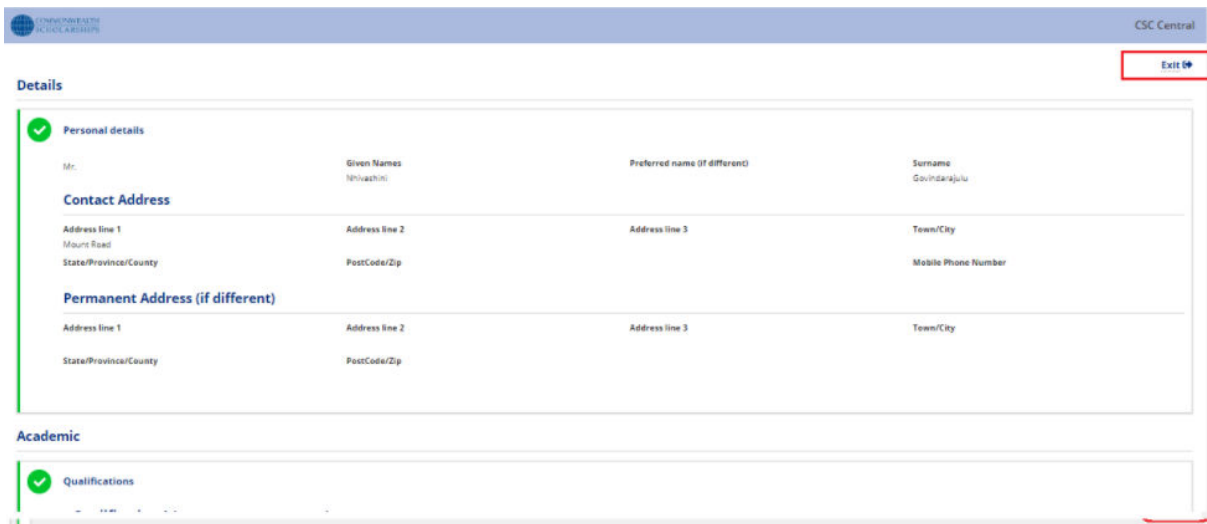 COMMONWEALTH
SCHOLARSHIPS
CSC Central
Exit
Details
Personal details
Mr. Given Names Preferred name (if different) Surname
Nhivashini Govindarajulu
Contact Address
Address line 1 Address line 2 Address line 3 Town/City
Mount Road
State/Province/County PostCode/Zip Mobile Phone Number
Permanent Address (if different)
Address line 1 Address line 2 Address line 3 Town/City
State/Province/County PostCode/Zip
Academic
Qualifications